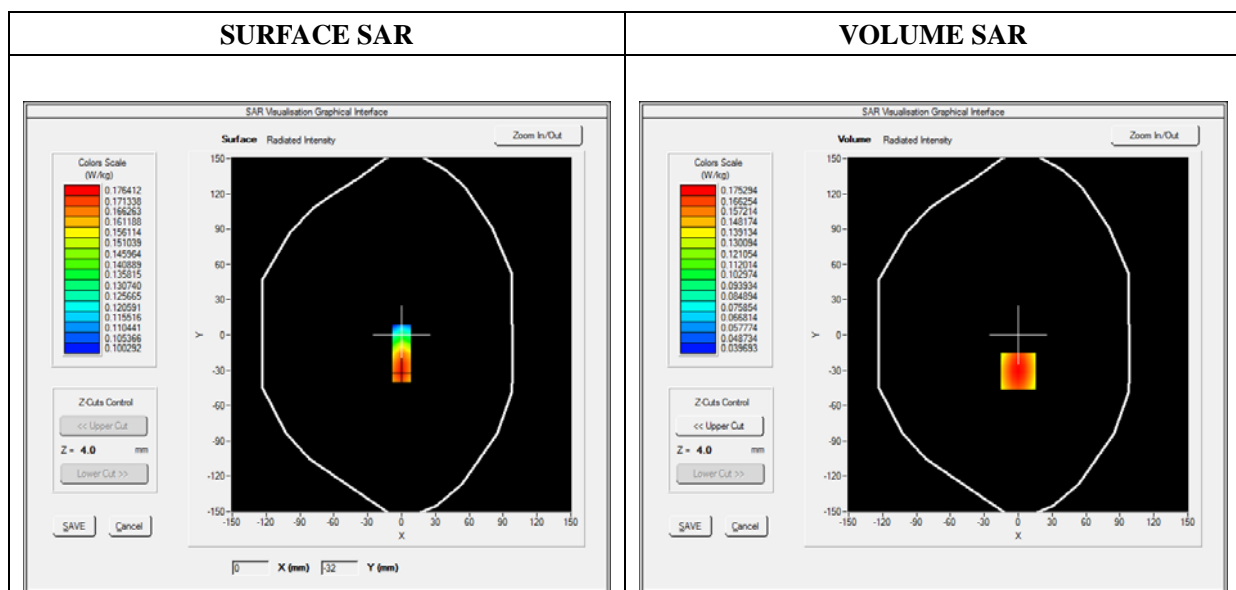 SURFACE SAR
VOLUME SAR
SAR Visualisation Graphical Interface
Surface Radiated Intensity
Zoom In/Out
Colors Scale
(W/kg)
0.176412
0.171338
0.166263
0.161188
0.156114
0.151039
0.145964
0.140889
0.135815
0.130740
0.125665
0.120591
0.115516
0.110441
0.105366
0.100292
Z-Cuts Control
<< Upper Cut
Z = 4.0 mm
Lower Cut >>
SAVE Cancel
150
120
90
60
30
0
-30
-60
-90
-120
-150
Y
-150 -120 -90 -60 -30 0 30 60 90 120 150
X
0 X (mm) -32 Y (mm)
SAR Visualisation Graphical Interface
Volume Radiated Intensity
Zoom In/Out
Colors Scale
(W/kg)
0.175294
0.166254
0.157214
0.148174
0.139134
0.130094
0.121054
0.112014
0.102974
0.093934
0.084894
0.075854
0.066814
0.057774
0.048734
0.039693
Z-Cuts Control
<< Upper Cut
Z = 4.0 mm
Lower Cut >>
SAVE Cancel
150
120
90
60
30
0
-30
-60
-90
-120
-150
Y
-150 -120 -90 -60 -30 0 30 60 90 120 150
X